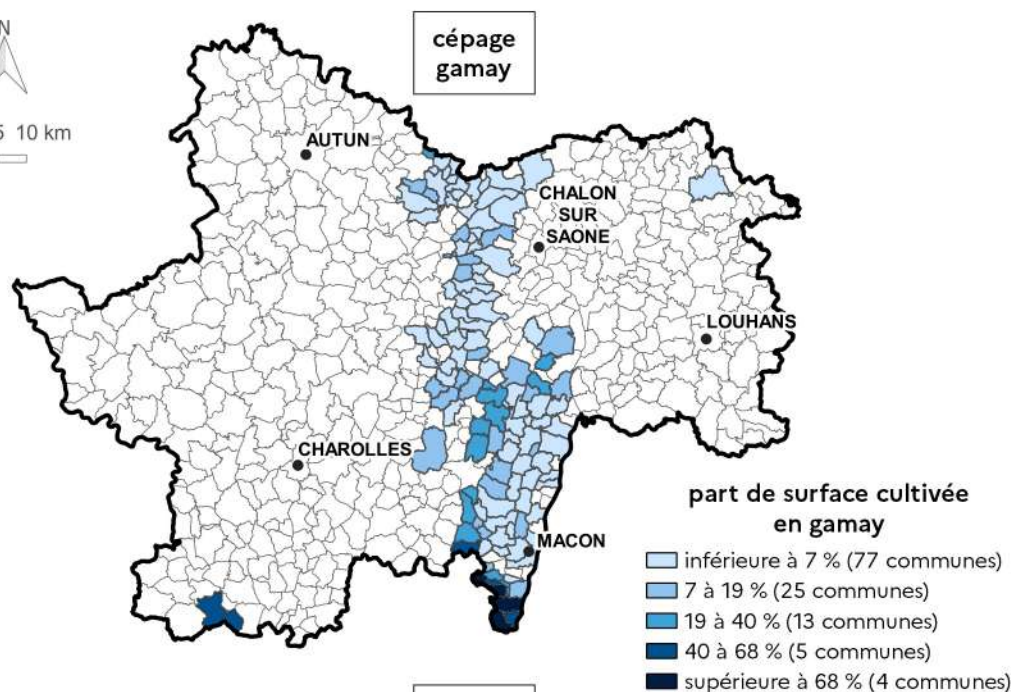 N
cépage
gamay
5 10 km
AUTUN
CHALON
SUR
SAONE
LOUHANS
CHAROLLES
MACON
part de surface cultivée
en gamay
inférieure à 7 % (77 communes)
7 à 19 % (25 communes)
19 à 40 % (13 communes)
40 à 68 % (5 communes)
supérieure à 68 % (4 communes)